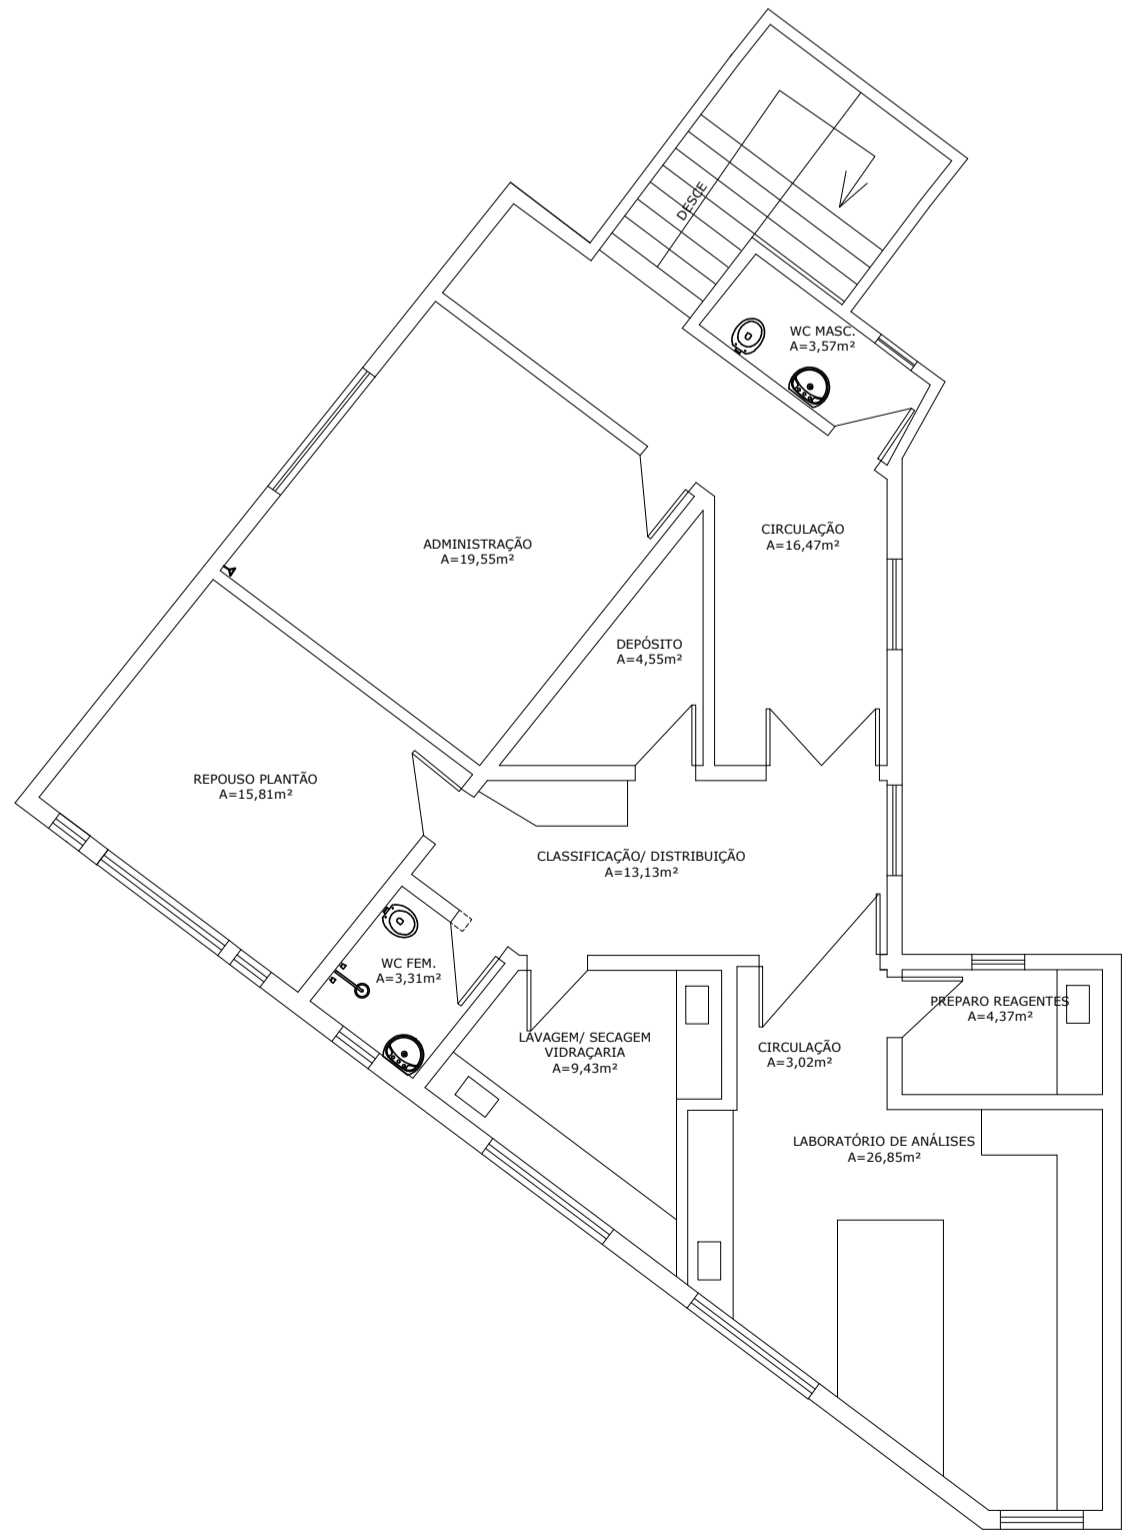 DESCE
WC MASC.
A=3,57m²
CIRCULAÇÃO
A=16,47m²
ADMINISTRAÇÃO
A=19,55m²
DEPÓSITO
A=4,55m²
REPOUSO PLANTÃO
A=15,81m²
CLASSIFICAÇÃO/ DISTRIBUIÇÃO
A=13,13m²
WC FEM.
A=3,31m²
PREPARO REAGENTES
A=4,37m²
LAVAGEM/ SECAGEM
VIDRAÇARIA
A=9,43m²
CIRCULAÇÃO
A=3,02m²
LABORATÓRIO DE ANÁLISES
A=26,85m²